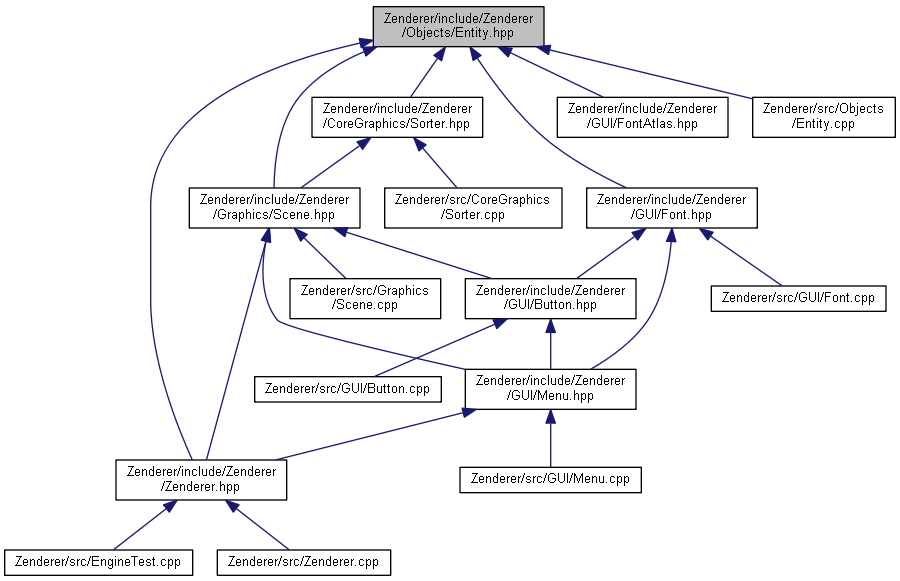 Zenderer/include/Zenderer
/Objects/Entity.hpp
Zenderer/include/Zenderer
/CoreGraphics/Sorter.hpp
Zenderer/include/Zenderer
/GUI/FontAtlas.hpp
Zenderer/src/Objects
/Entity.cpp
Zenderer/include/Zenderer
/Graphics/Scene.hpp
Zenderer/src/CoreGraphics
/Sorter.cpp
Zenderer/include/Zenderer
/GUI/Font.hpp
Zenderer/src/Graphics
/Scene.cpp
Zenderer/include/Zenderer
/GUI/Button.hpp
Zenderer/src/GUI/Font.cpp
Zenderer/src/GUI/Button.cpp
Zenderer/include/Zenderer
/GUI/Menu.hpp
Zenderer/include/Zenderer
/Zenderer.hpp
Zenderer/src/GUI/Menu.cpp
Zenderer/src/EngineTest.cpp
Zenderer/src/Zenderer.cpp